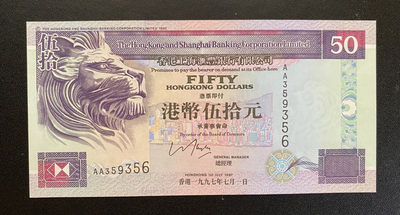 THE HONGKONG AND SHANGHAI BANKING CORPORATION LIMITED
伍拾
The Hongkong and Shanghai Banking Corporation Limited
50
香港上海滙豐銀行有限公司
Promises to pay the bearer on demand at its Office here
FIFTY
HONGKONG DOLLARS
憑票即付
港幣伍拾元
承董事會命
By order of the Board of Directors
AA359356
GENERAL MANAGER
總經理
AA359356
HONGKONG 1ST JULY 1997
香港一九九七年七月一日